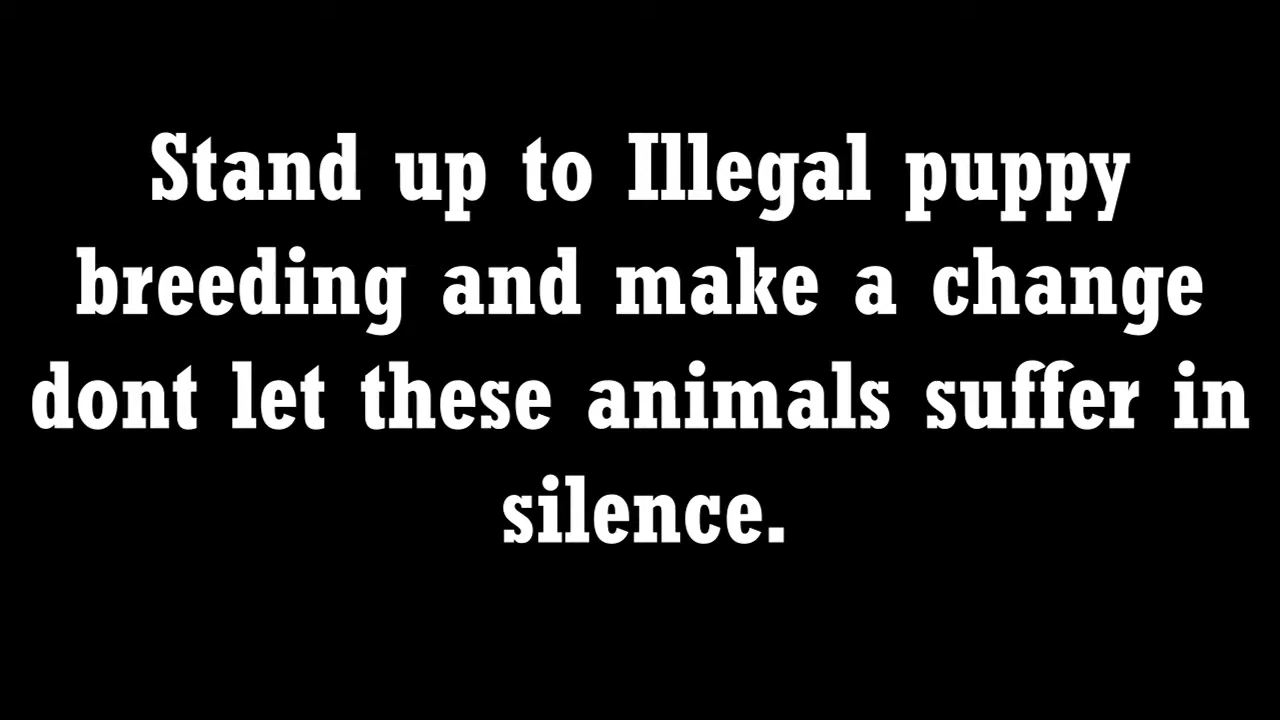 Stand up to Illegal puppy
breeding and make a change
dont let these animals suffer in
silence.